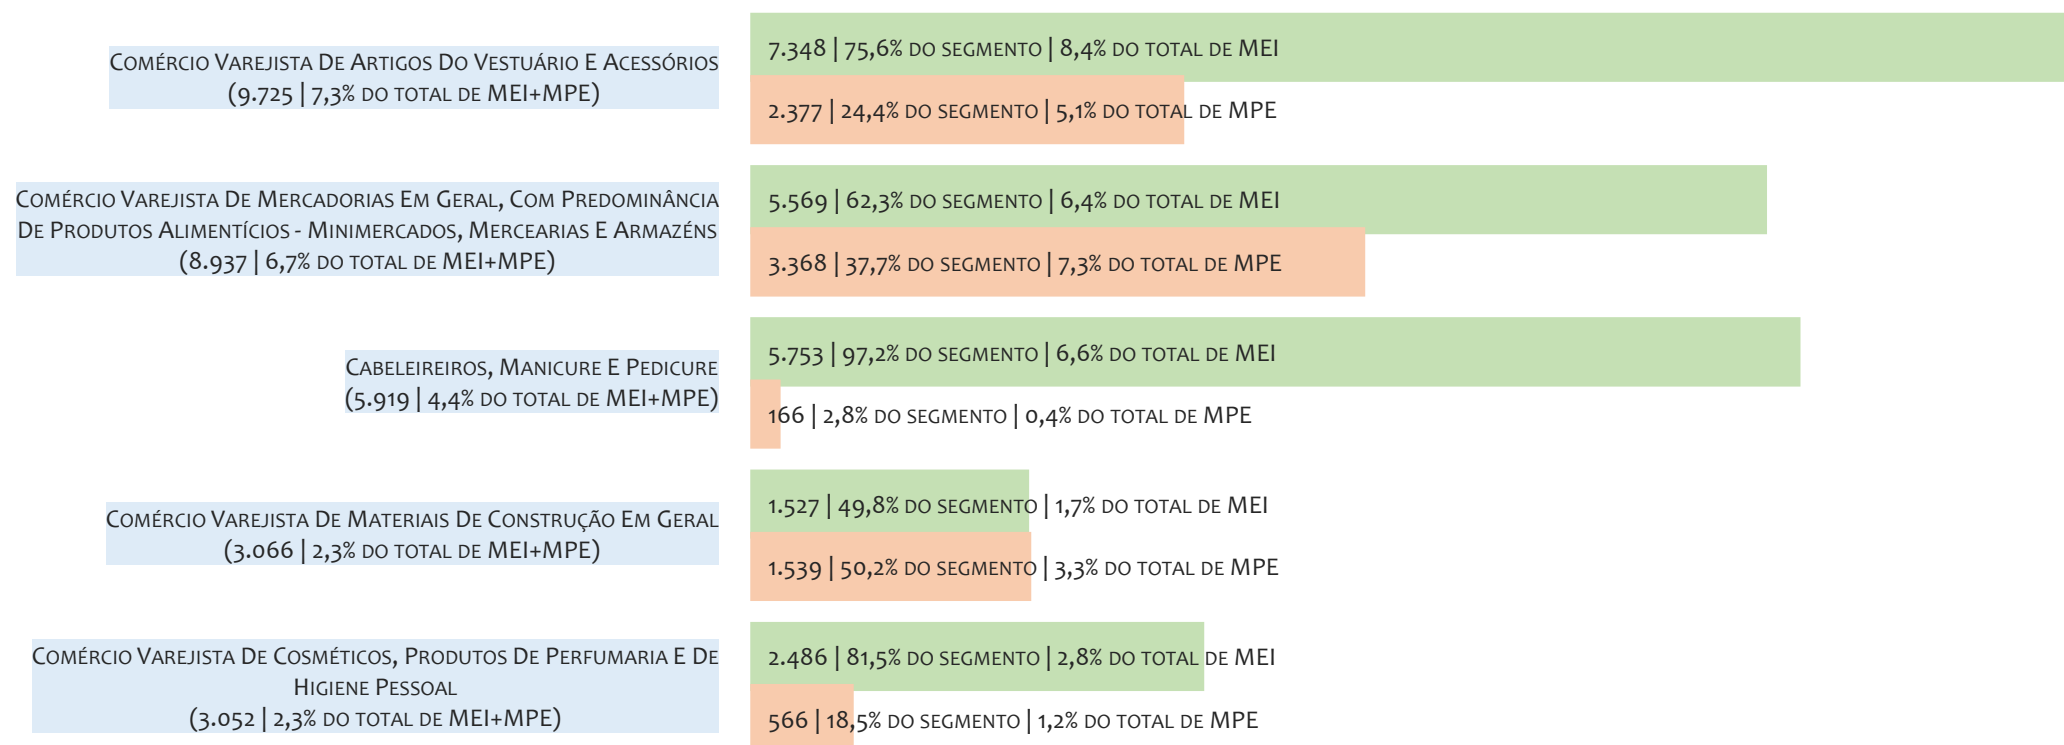 Comércio Varejista De Artigos Do Vestuário E Acessórios
(9.725 | 7,3% do total de MEI+MPE)
7.348 | 75,6% do segmento | 8,4% do total de MEI
2.377 | 24,4% do segmento | 5,1% do total de MPE
Comércio Varejista De Mercadorias Em Geral, Com Predominância
De Produtos Alimentícios - Minimercados, Mercearias E Armazéns
(8.937 | 6,7% do total de MEI+MPE)
5.569 | 62,3% do segmento | 6,4% do total de MEI
3.368 | 37,7% do segmento | 7,3% do total de MPE
Cabeleireiros, Manicure E Pedicure
(5.919 | 4,4% do total de MEI+MPE)
5.753 | 97,2% do segmento | 6,6% do total de MEI
166 | 2,8% do segmento | 0,4% do total de MPE
Comércio Varejista De Materiais De Construção Em Geral
(3.066 | 2,3% do total de MEI+MPE)
1.527 | 49,8% do segmento | 1,7% do total de MEI
1.539 | 50,2% do segmento | 3,3% do total de MPE
Comércio Varejista De Cosméticos, Produtos De Perfumaria E De
Higiene Pessoal
(3.052 | 2,3% do total de MEI+MPE)
2.486 | 81,5% do segmento | 2,8% do total de MEI
566 | 18,5% do segmento | 1,2% do total de MPE